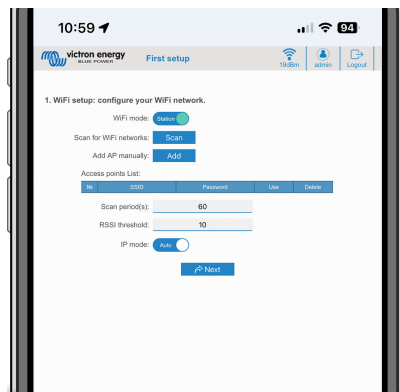 10:59
94
victron energy
BLUE POWER
First setup
19dBm
admin
Logout
1. WiFi setup: configure your WiFi network.
WiFi mode: Station
Scan for WiFi networks: Scan
Add AP manually: Add
Access points List:
№ SSID Password Use Delete
Scan period(s): 60
RSSI threshold: 10
IP mode: Auto
Next